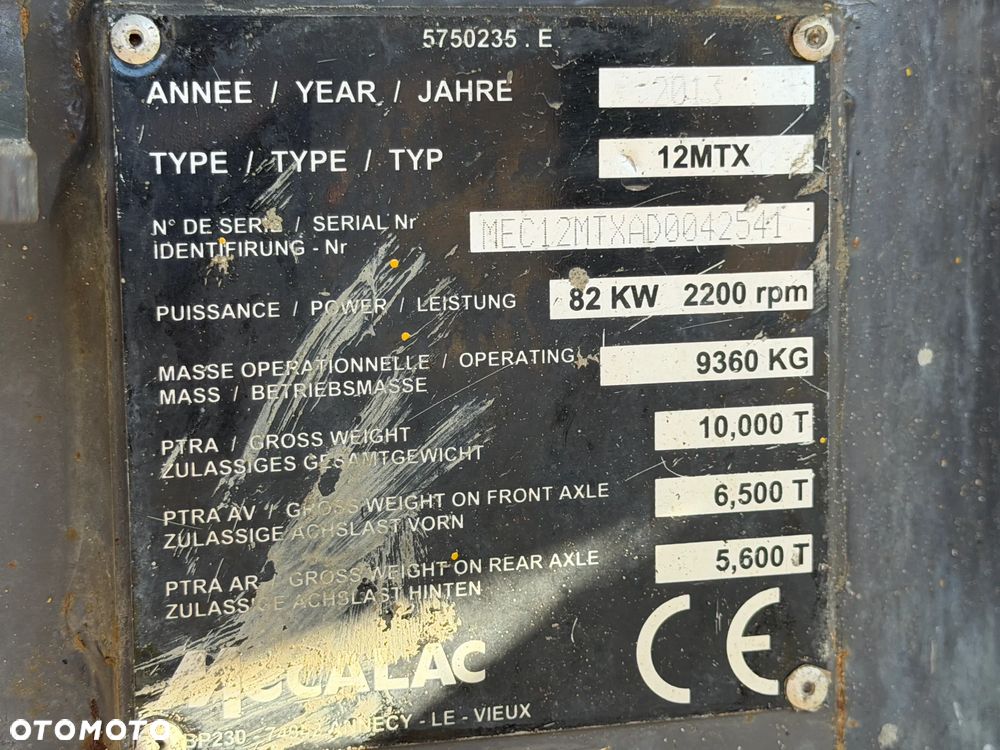 5750235 . E
ANNEE / YEAR / JAHRE 2013
TYPE / TYPE / TYP 12MTX
N° DE SERIE / SERIAL Nr
IDENTIFIRUNG - Nr MEC12MTXAD0042541
PUISSANCE / POWER / LEISTUNG 82 KW 2200 rpm
MASSE OPERATIONNELLE / OPERATING
MASS / BETRIEBSMASSE 9360 KG
PTRA / GROSS WEIGHT
ZULASSIGES GESAMTGEWICHT 10,000 T
PTRA AV / GROSS WEIGHT ON FRONT AXLE
ZULASSIGE ACHSLAST VORN 6,500 T
PTRA AR - GROSS WEIGHT ON REAR AXLE
ZULASSIGE ACHSLAST HINTEN 5,600 T
CE
MECALAC
BP230 - ANNECY - LE - VIEUX
OTOMOTO